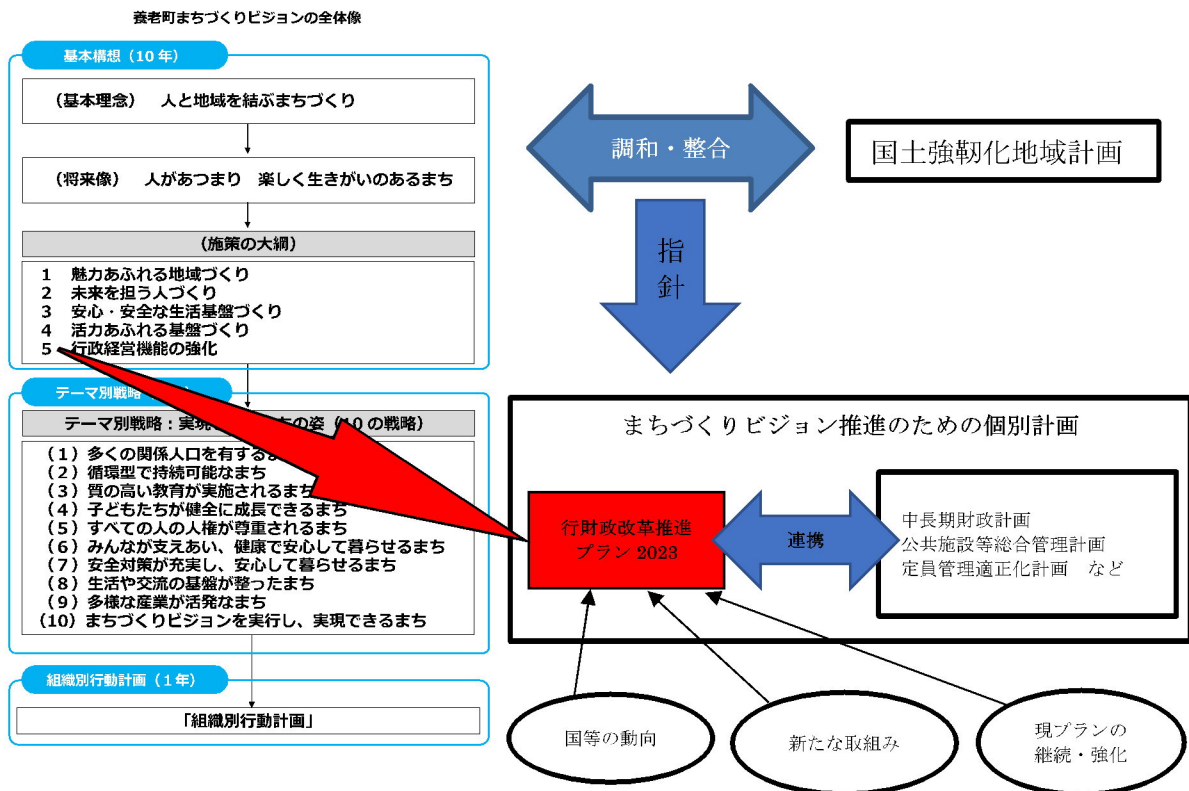 養老町まちづくりビジョンの全体像
基本構想（10 年）
（基本理念）　人と地域を結ぶまちづくり
（将来像）　人があつまり　楽しく生きがいのあるまち
（施策の大綱）
1　魅力あふれる地域づくり
2　未来を担う人づくり
3　安心・安全な生活基盤づくり
4　活力あふれる基盤づくり
5　行政経営機能の強化
テーマ別戦略
テーマ別戦略：実現 の姿（10 の戦略）
（1）多くの関係人口を有する
（2）循環型で持続可能なまち
（3）質の高い教育が実施されるまち
（4）子どもたちが健全に成長できるまち
（5）すべての人の人権が尊重されるまち
（6）みんなが支えあい、健康で安心して暮らせるまち
（7）安全対策が充実し、安心して暮らせるまち
（8）生活や交流の基盤が整ったまち
（9）多様な産業が活発なまち
（10）まちづくりビジョンを実行し、実現できるまち
組織別行動計画（１年）
「組織別行動計画」
調和・整合
国土強靱化地域計画
指
針
まちづくりビジョン推進のための個別計画
行財政改革推進
プラン 2023
連携
中長期財政計画
公共施設等総合管理計画
定員管理適正化計画　など
国等の動向
新たな取組み
現プランの
継続・強化